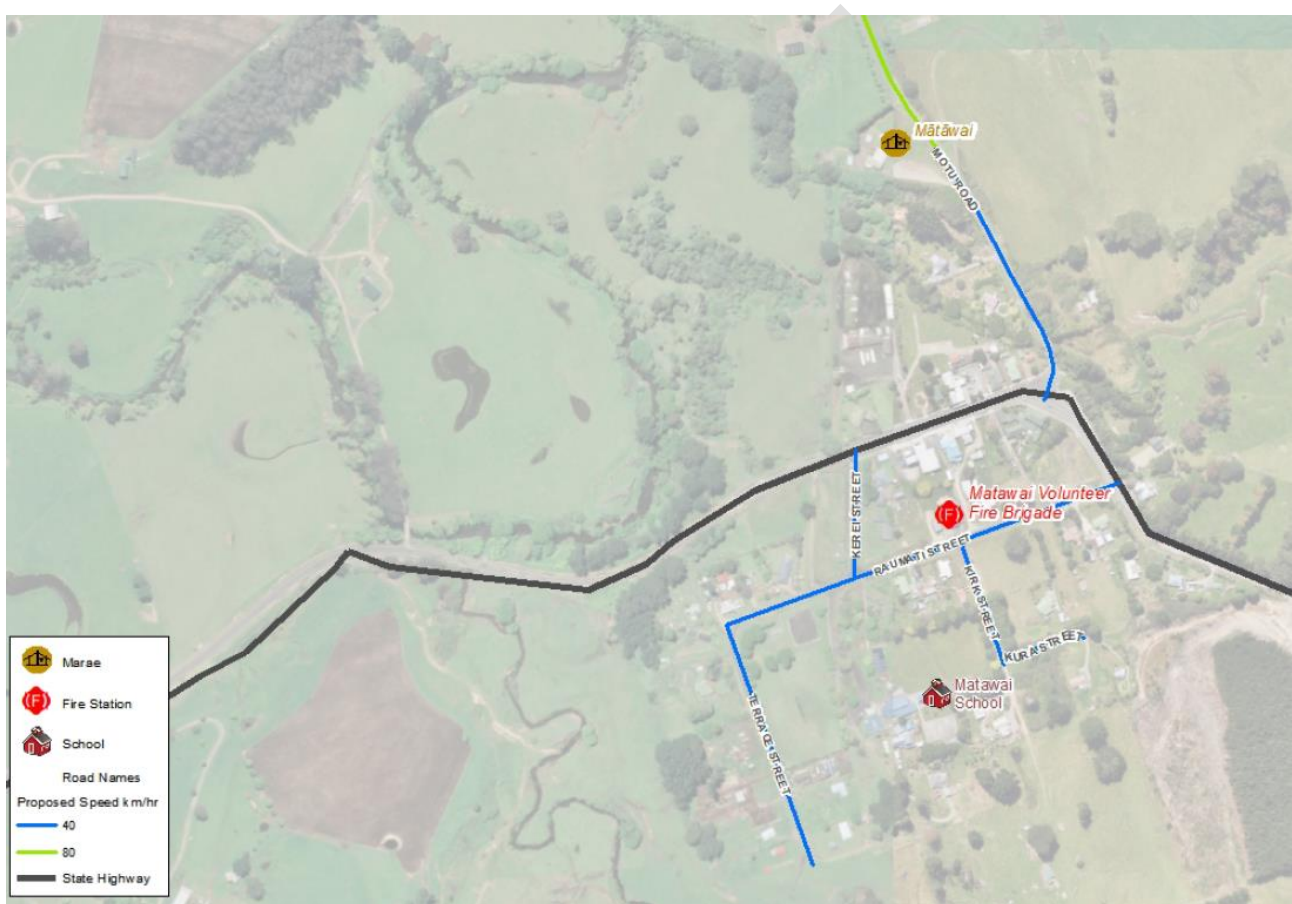 Mātāwai
MOTU ROAD
KEREI STREET
Matawai Volunteer
Fire Brigade
RAUMATI STREET
KIRK STREET
KURA STREET
Matawai
School
TERRACE STREET
Marae
(F)
Fire Station
School
Road Names
Proposed Speed km/hr
40
80
State Highway